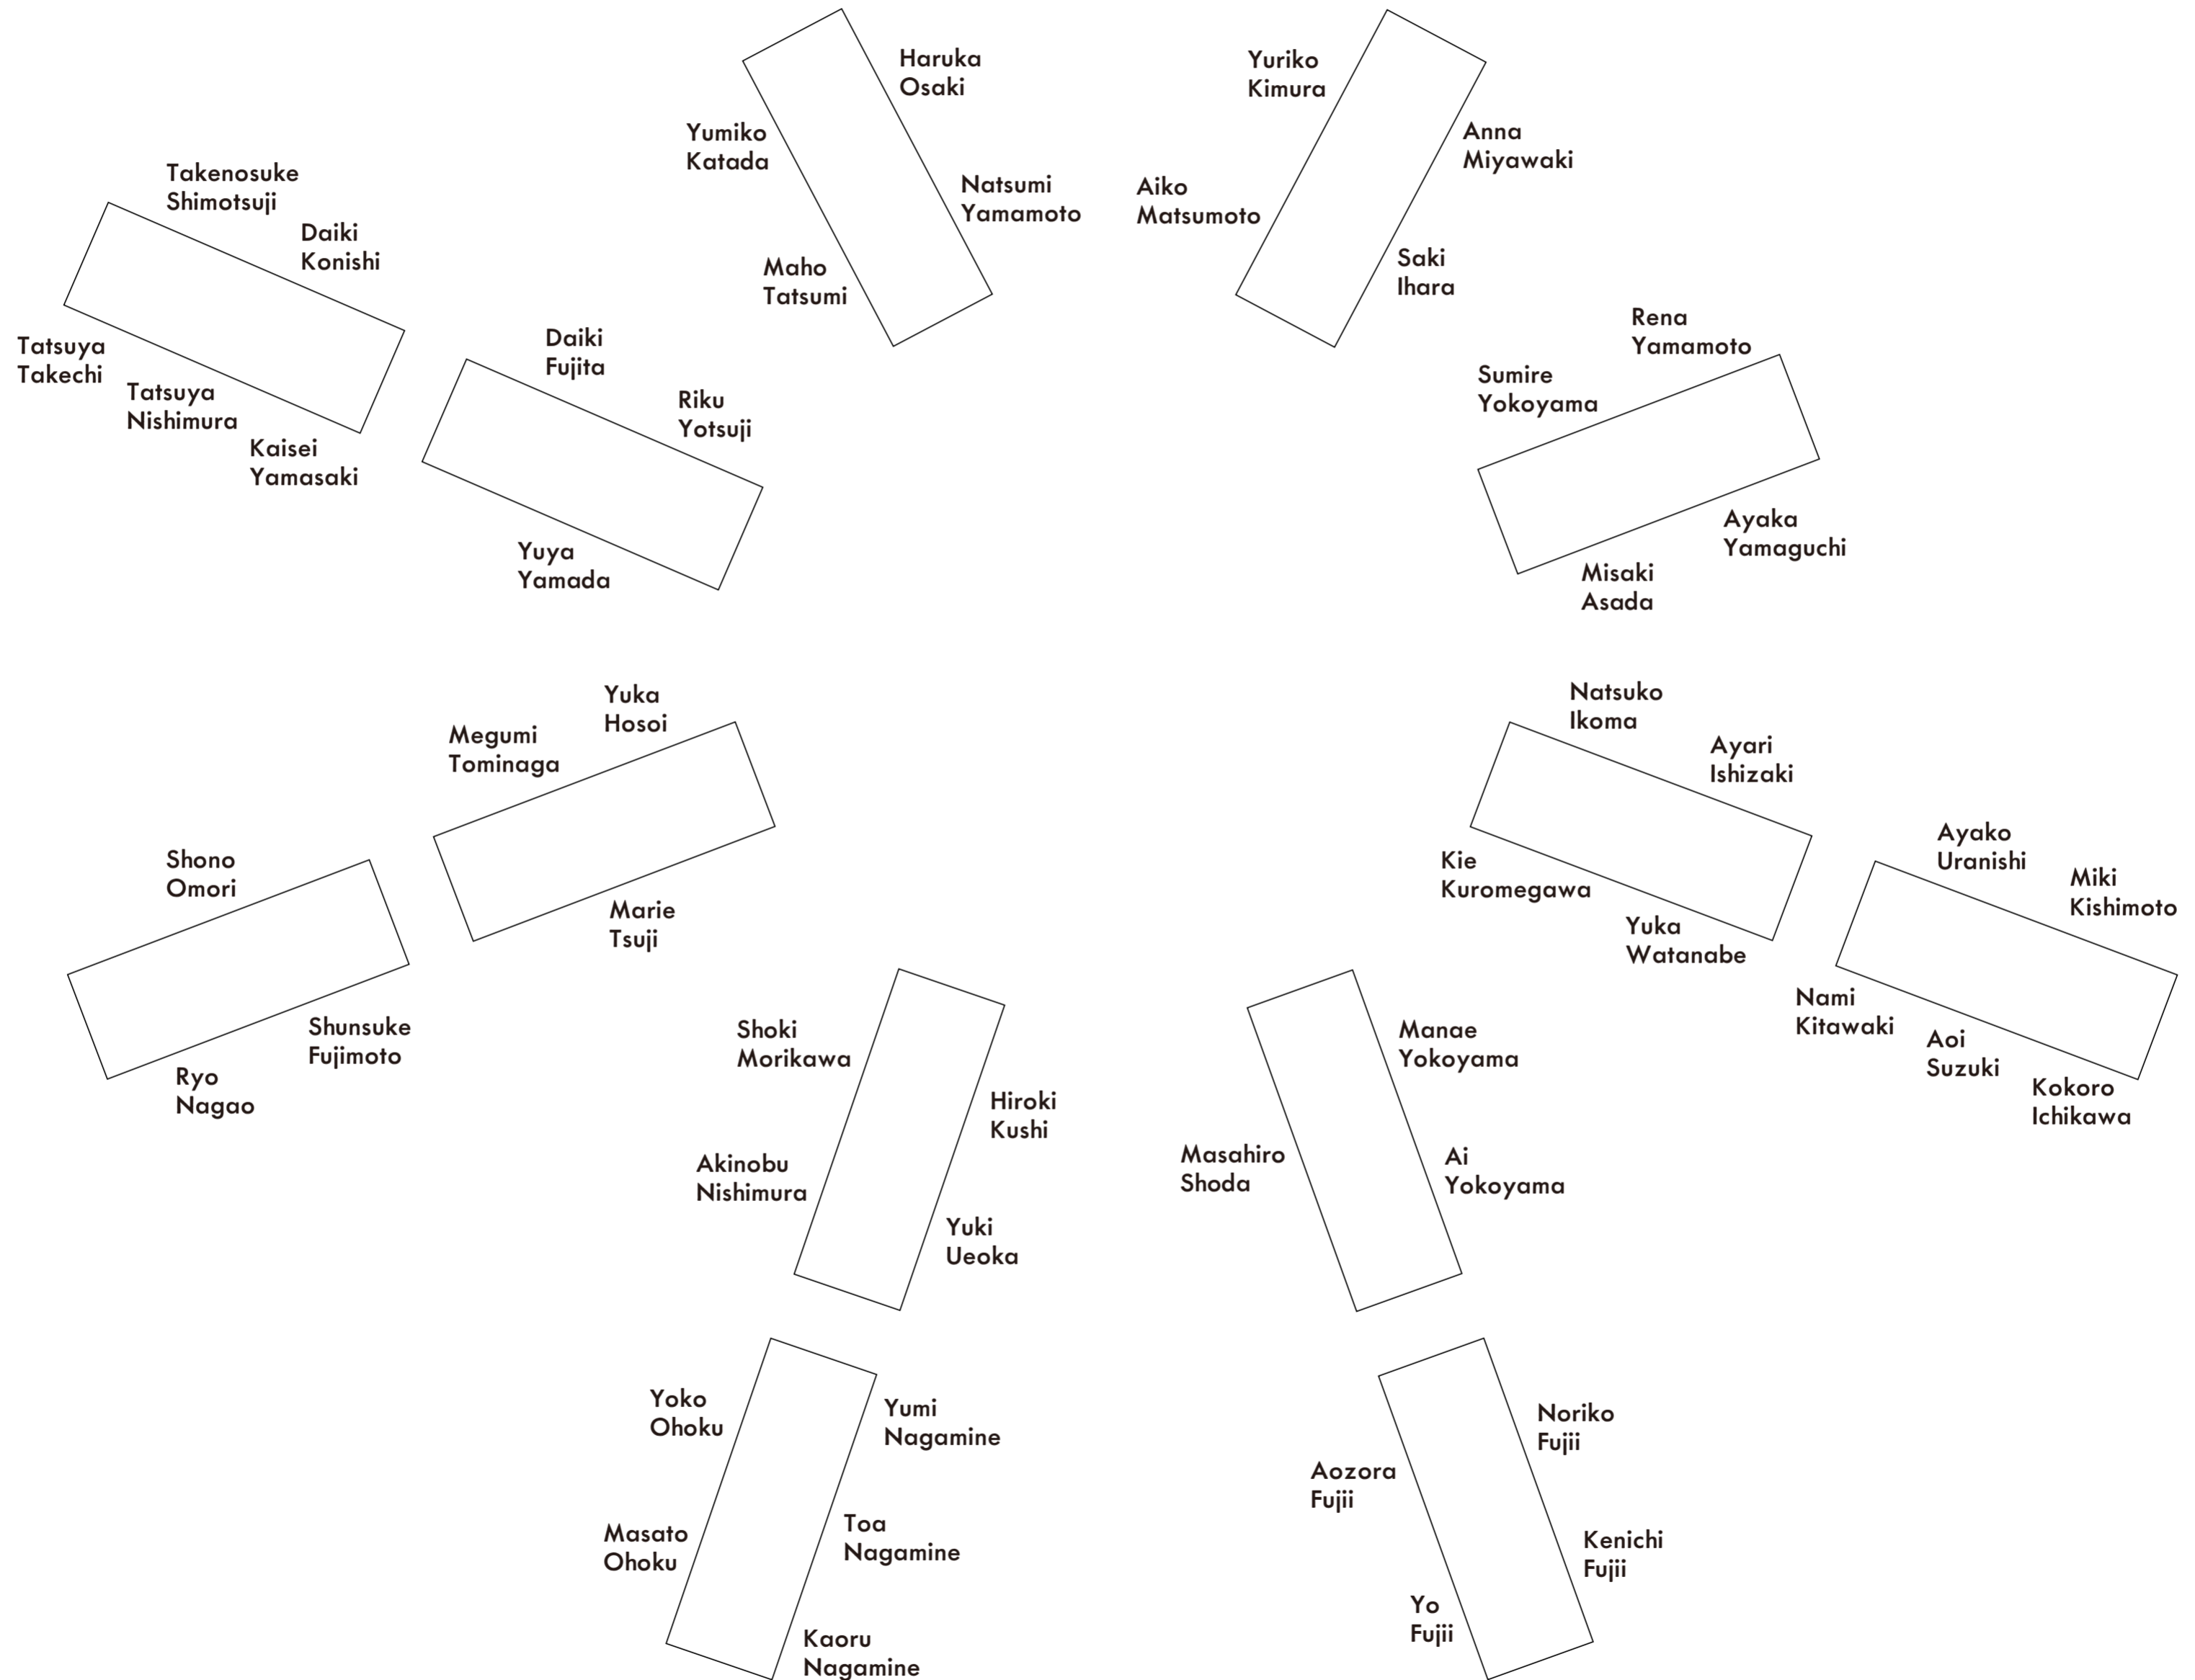 Haruka
Osaki
Yumiko
Katada
Natsumi
Yamamoto
Maho
Tatsumi
Yuriko
Kimura
Anna
Miyawaki
Aiko
Matsumoto
Saki
Ihara
Takenosuke
Shimotsuji
Daiki
Konishi
Tatsuya
Takechi
Tatsuya
Nishimura
Kaisei
Yamasaki
Daiki
Fujita
Riku
Yotsuji
Yuya
Yamada
Rena
Yamamoto
Sumire
Yokoyama
Ayaka
Yamaguchi
Misaki
Asada
Yuka
Hosoi
Megumi
Tominaga
Marie
Tsuji
Shono
Omori
Shunsuke
Fujimoto
Ryo
Nagao
Natsuko
Ikoma
Ayari
Ishizaki
Kie
Kuromegawa
Yuka
Watanabe
Ayako
Uranishi
Miki
Kishimoto
Nami
Kitawaki
Aoi
Suzuki
Kokoro
Ichikawa
Shoki
Morikawa
Hiroki
Kushi
Akinobu
Nishimura
Yuki
Ueoka
Manae
Yokoyama
Masahiro
Shoda
Ai
Yokoyama
Yoko
Ohoku
Yumi
Nagamine
Masato
Ohoku
Toa
Nagamine
Kaoru
Nagamine
Noriko
Fujii
Aozora
Fujii
Kenichi
Fujii
Yo
Fujii